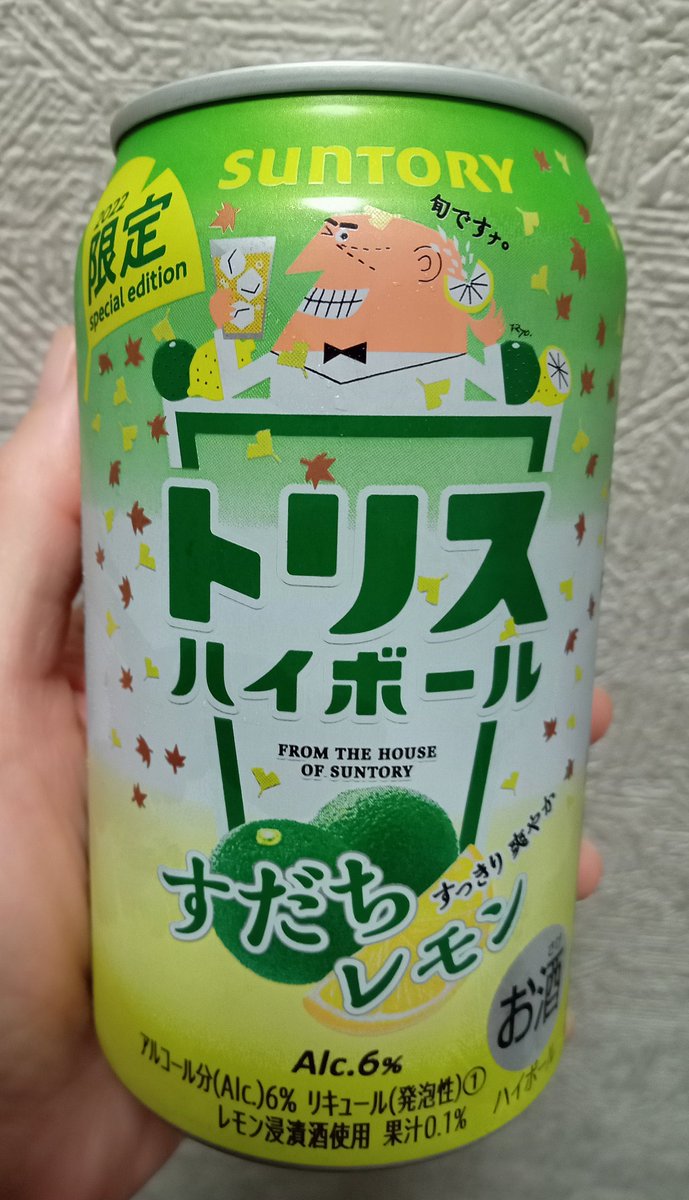 SUNTORY
2022
限定
special edition
旬ですナ。
Ryo.
トリス
ハイボール
FROM THE HOUSE
OF SUNTORY
すっきり爽やか
すだち
レモン
お酒
Alc.6%
アルコール分(Alc.)6% リキュール(発泡性)① ハイボール
レモン浸漬酒使用 果汁0.1%